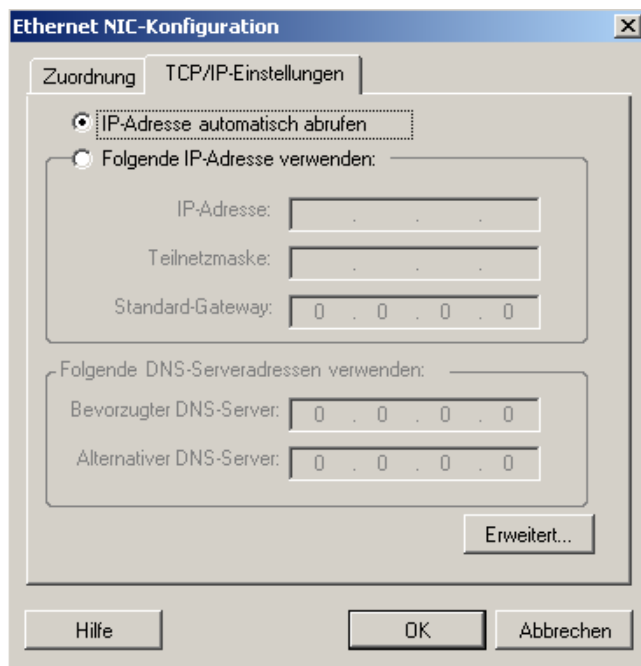 Ethernet NIC-Konfiguration
Zuordnung TCP/IP-Einstellungen
IP-Adresse automatisch abrufen
Folgende IP-Adresse verwenden:
IP-Adresse: . . .
Teilnetzmaske: . . .
Standard-Gateway: 0 . 0 . 0 . 0
Folgende DNS-Serveradressen verwenden:
Bevorzugter DNS-Server: 0 . 0 . 0 . 0
Alternativer DNS-Server: 0 . 0 . 0 . 0
Erweitert...
Hilfe OK Abbrechen